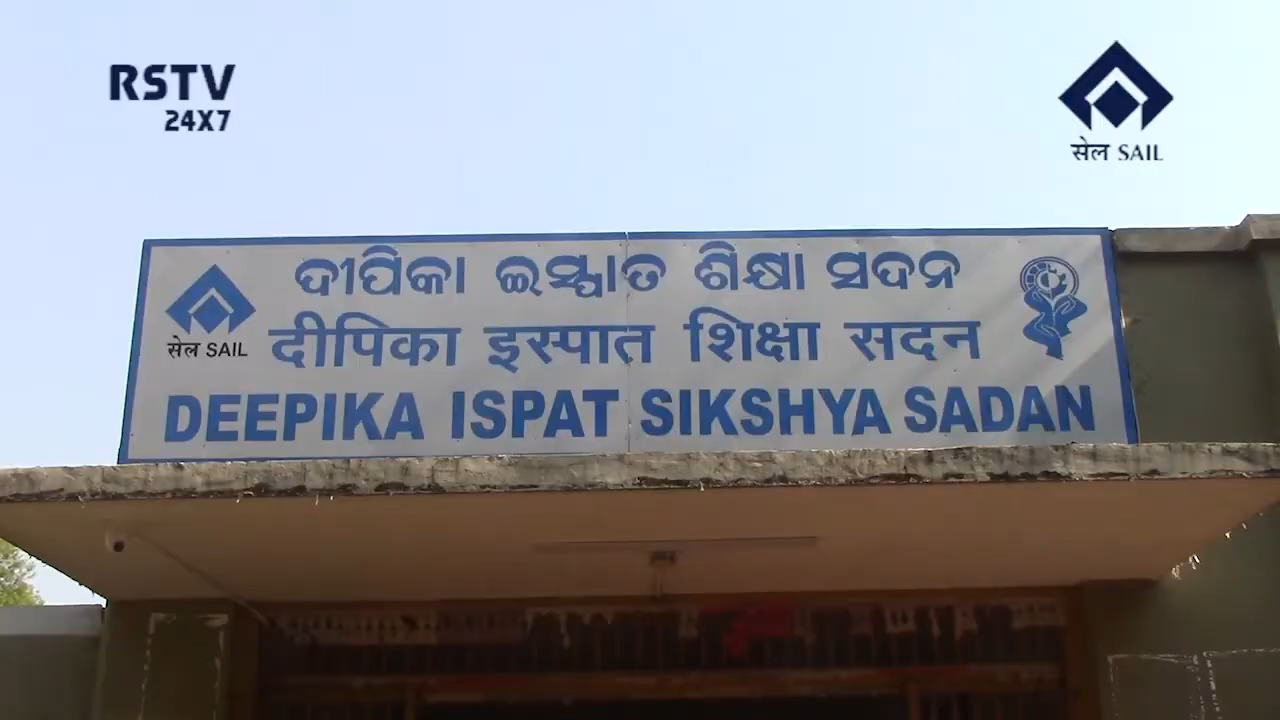 RSTV
24X7
सेल SAIL
ଦୀପିକା ଇସ୍ପାତ ଶିକ୍ଷା ସଦନ
सेल SAIL
दीपिका इस्पात शिक्षा सदन
DEEPIKA ISPAT SIKSHYA SADAN